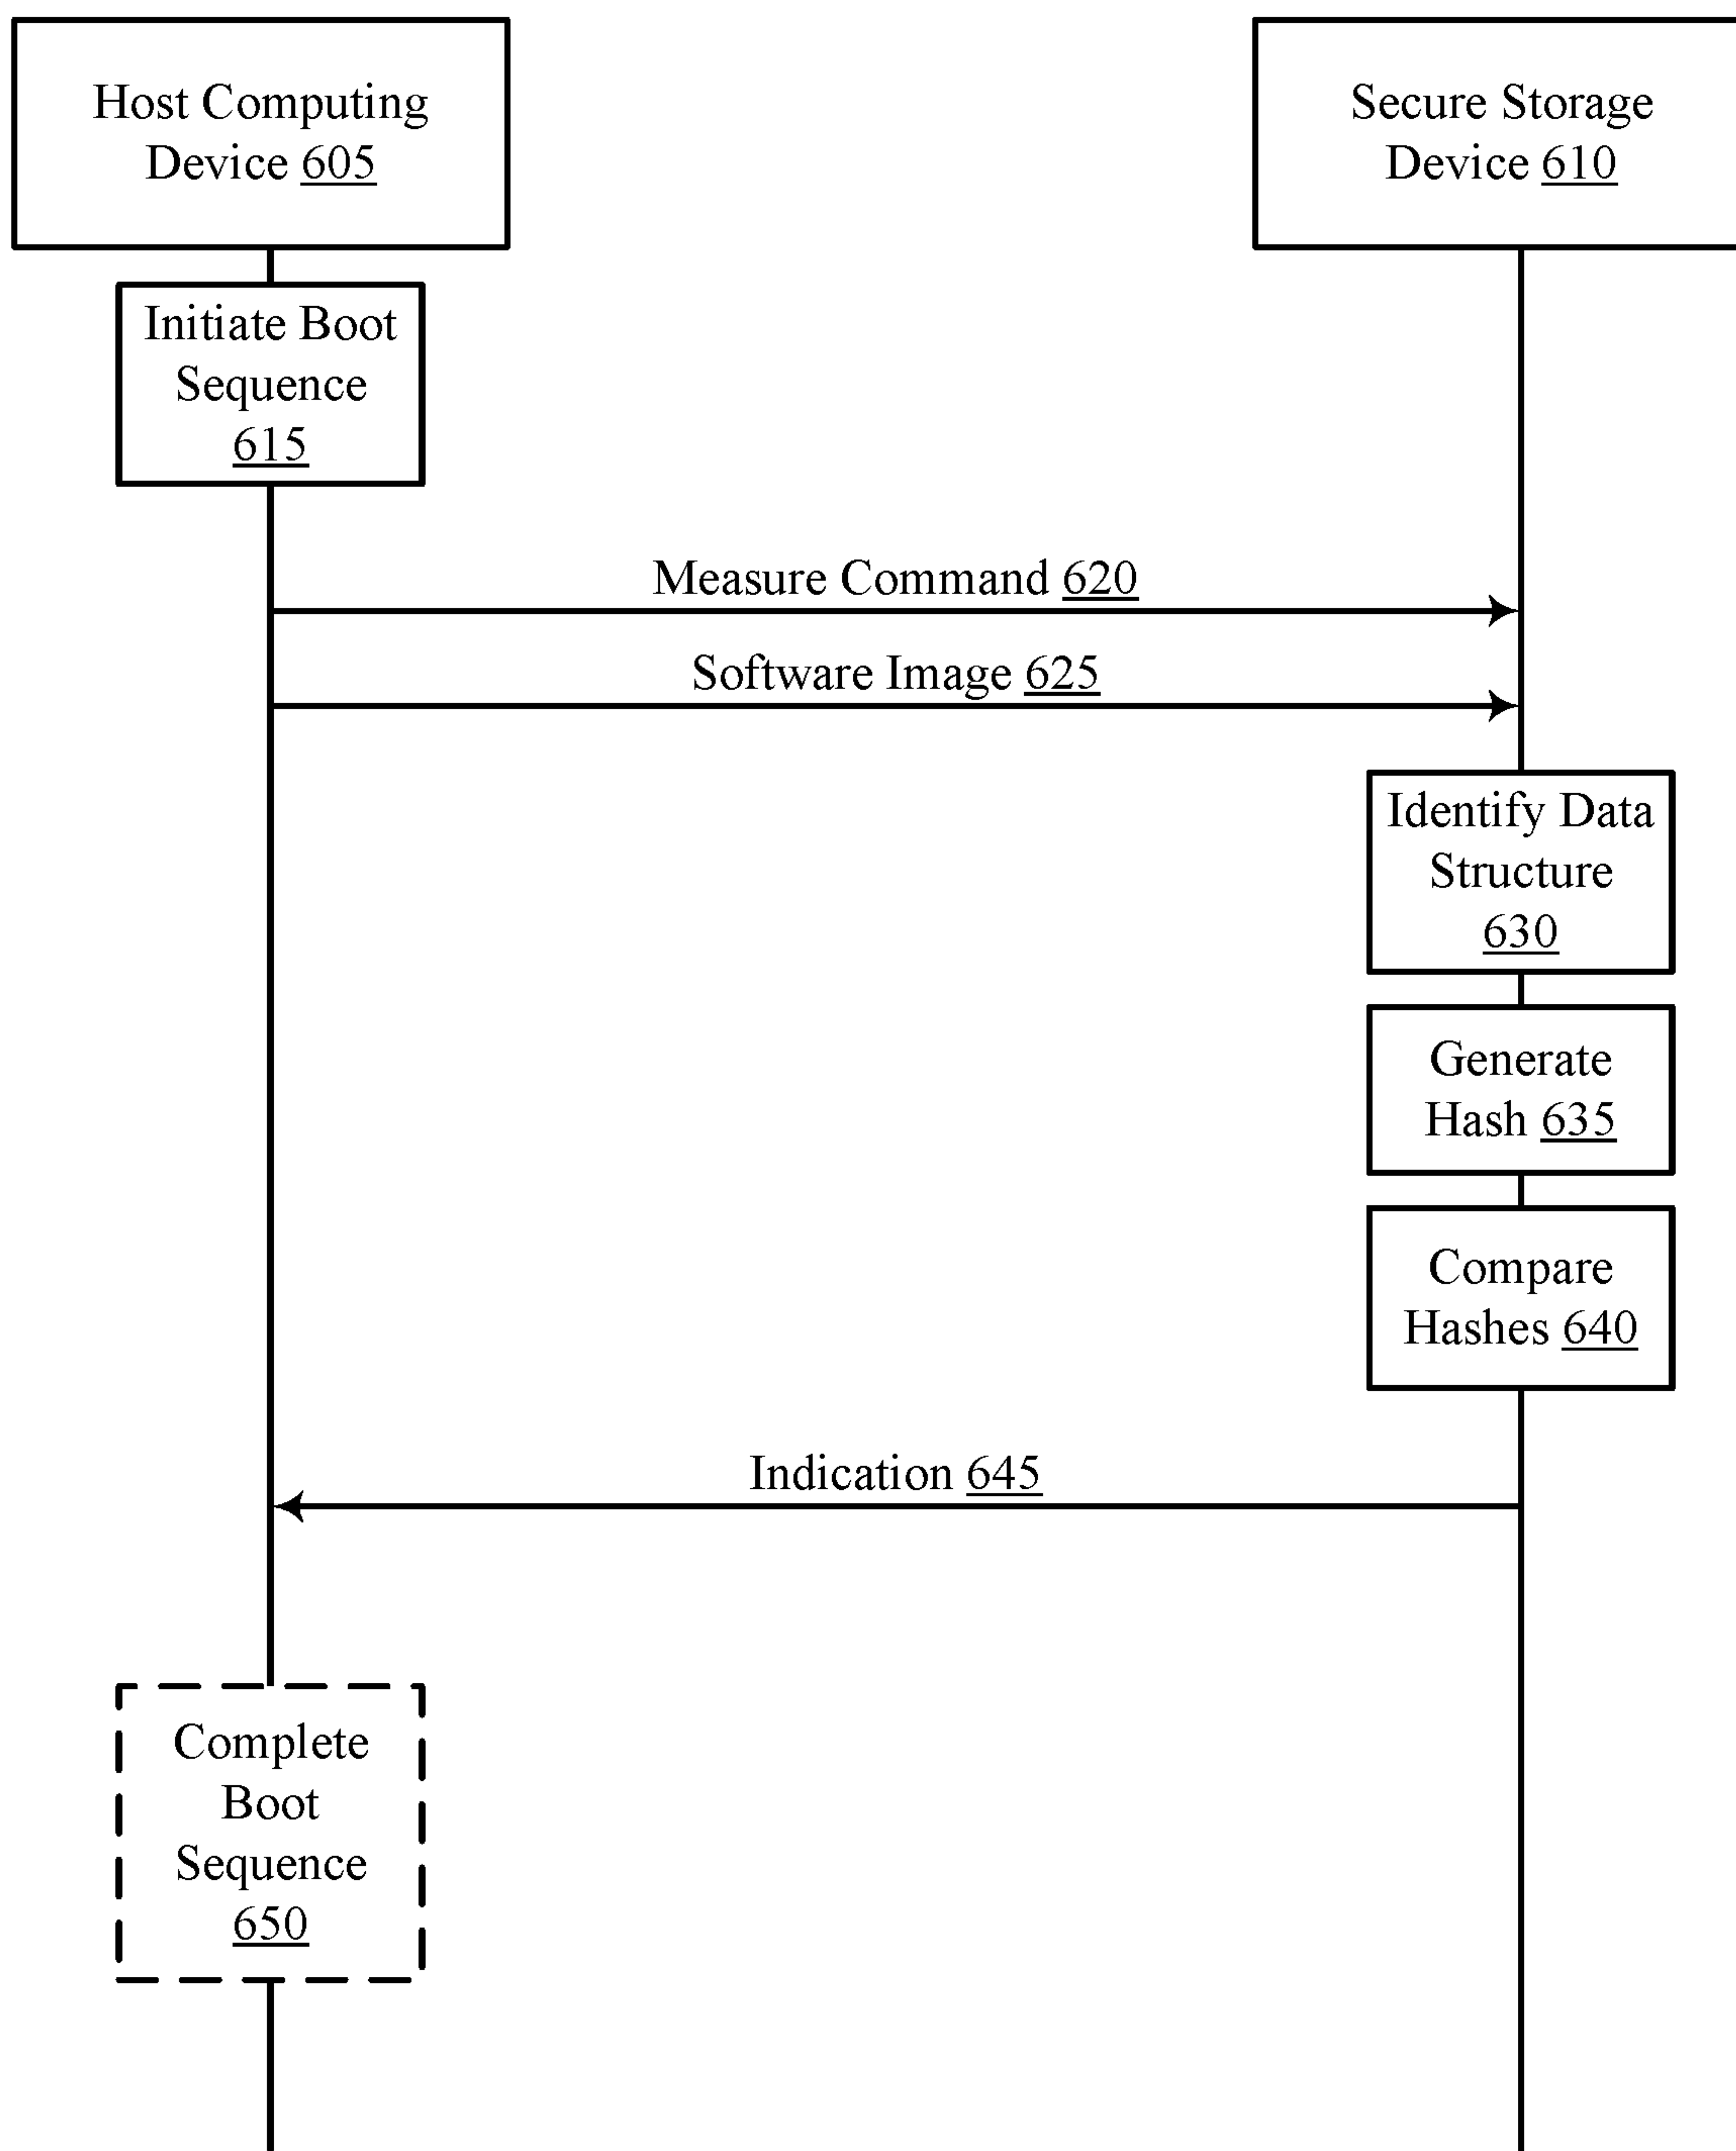 Host Computing
Device 605
Secure Storage
Device 610
Initiate Boot
Sequence
615
Measure Command 620
Software Image 625
Identify Data
Structure
630
Generate
Hash 635
Compare
Hashes 640
Indication 645
Complete
Boot
Sequence
650